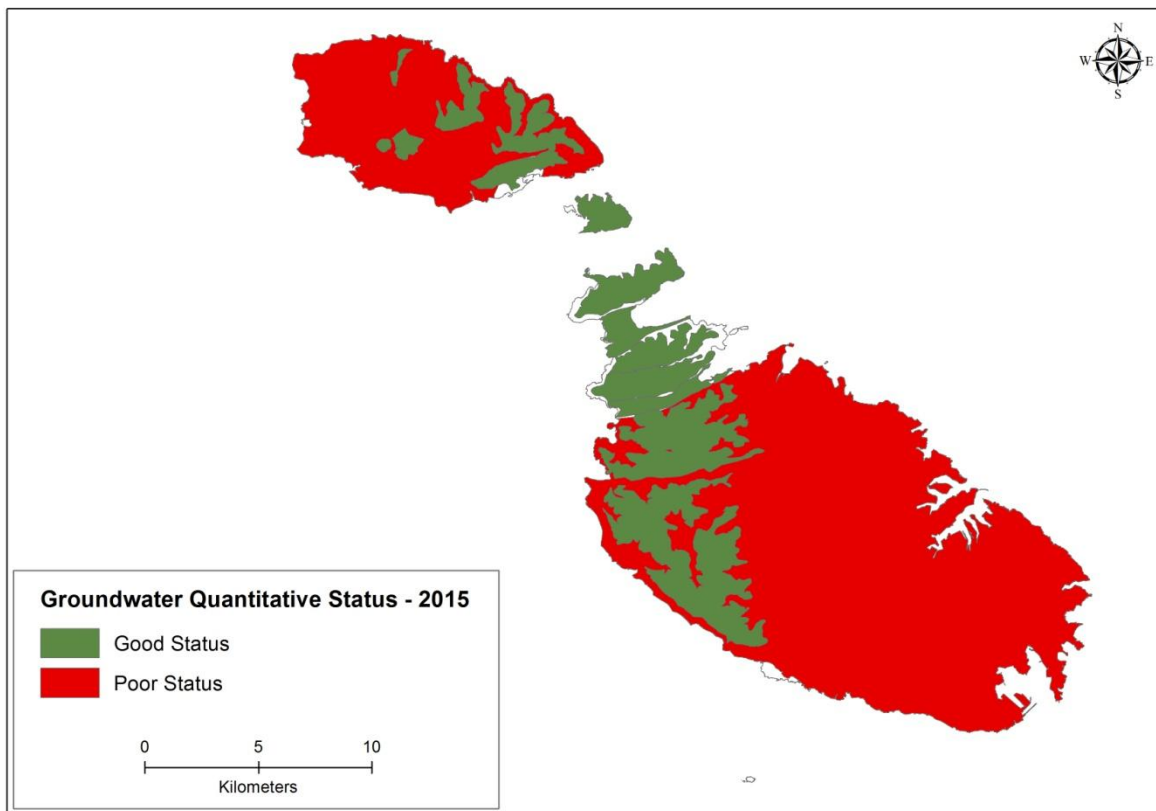 N
W E
S
Groundwater Quantitative Status - 2015
Good Status
Poor Status
0 5 10
Kilometers